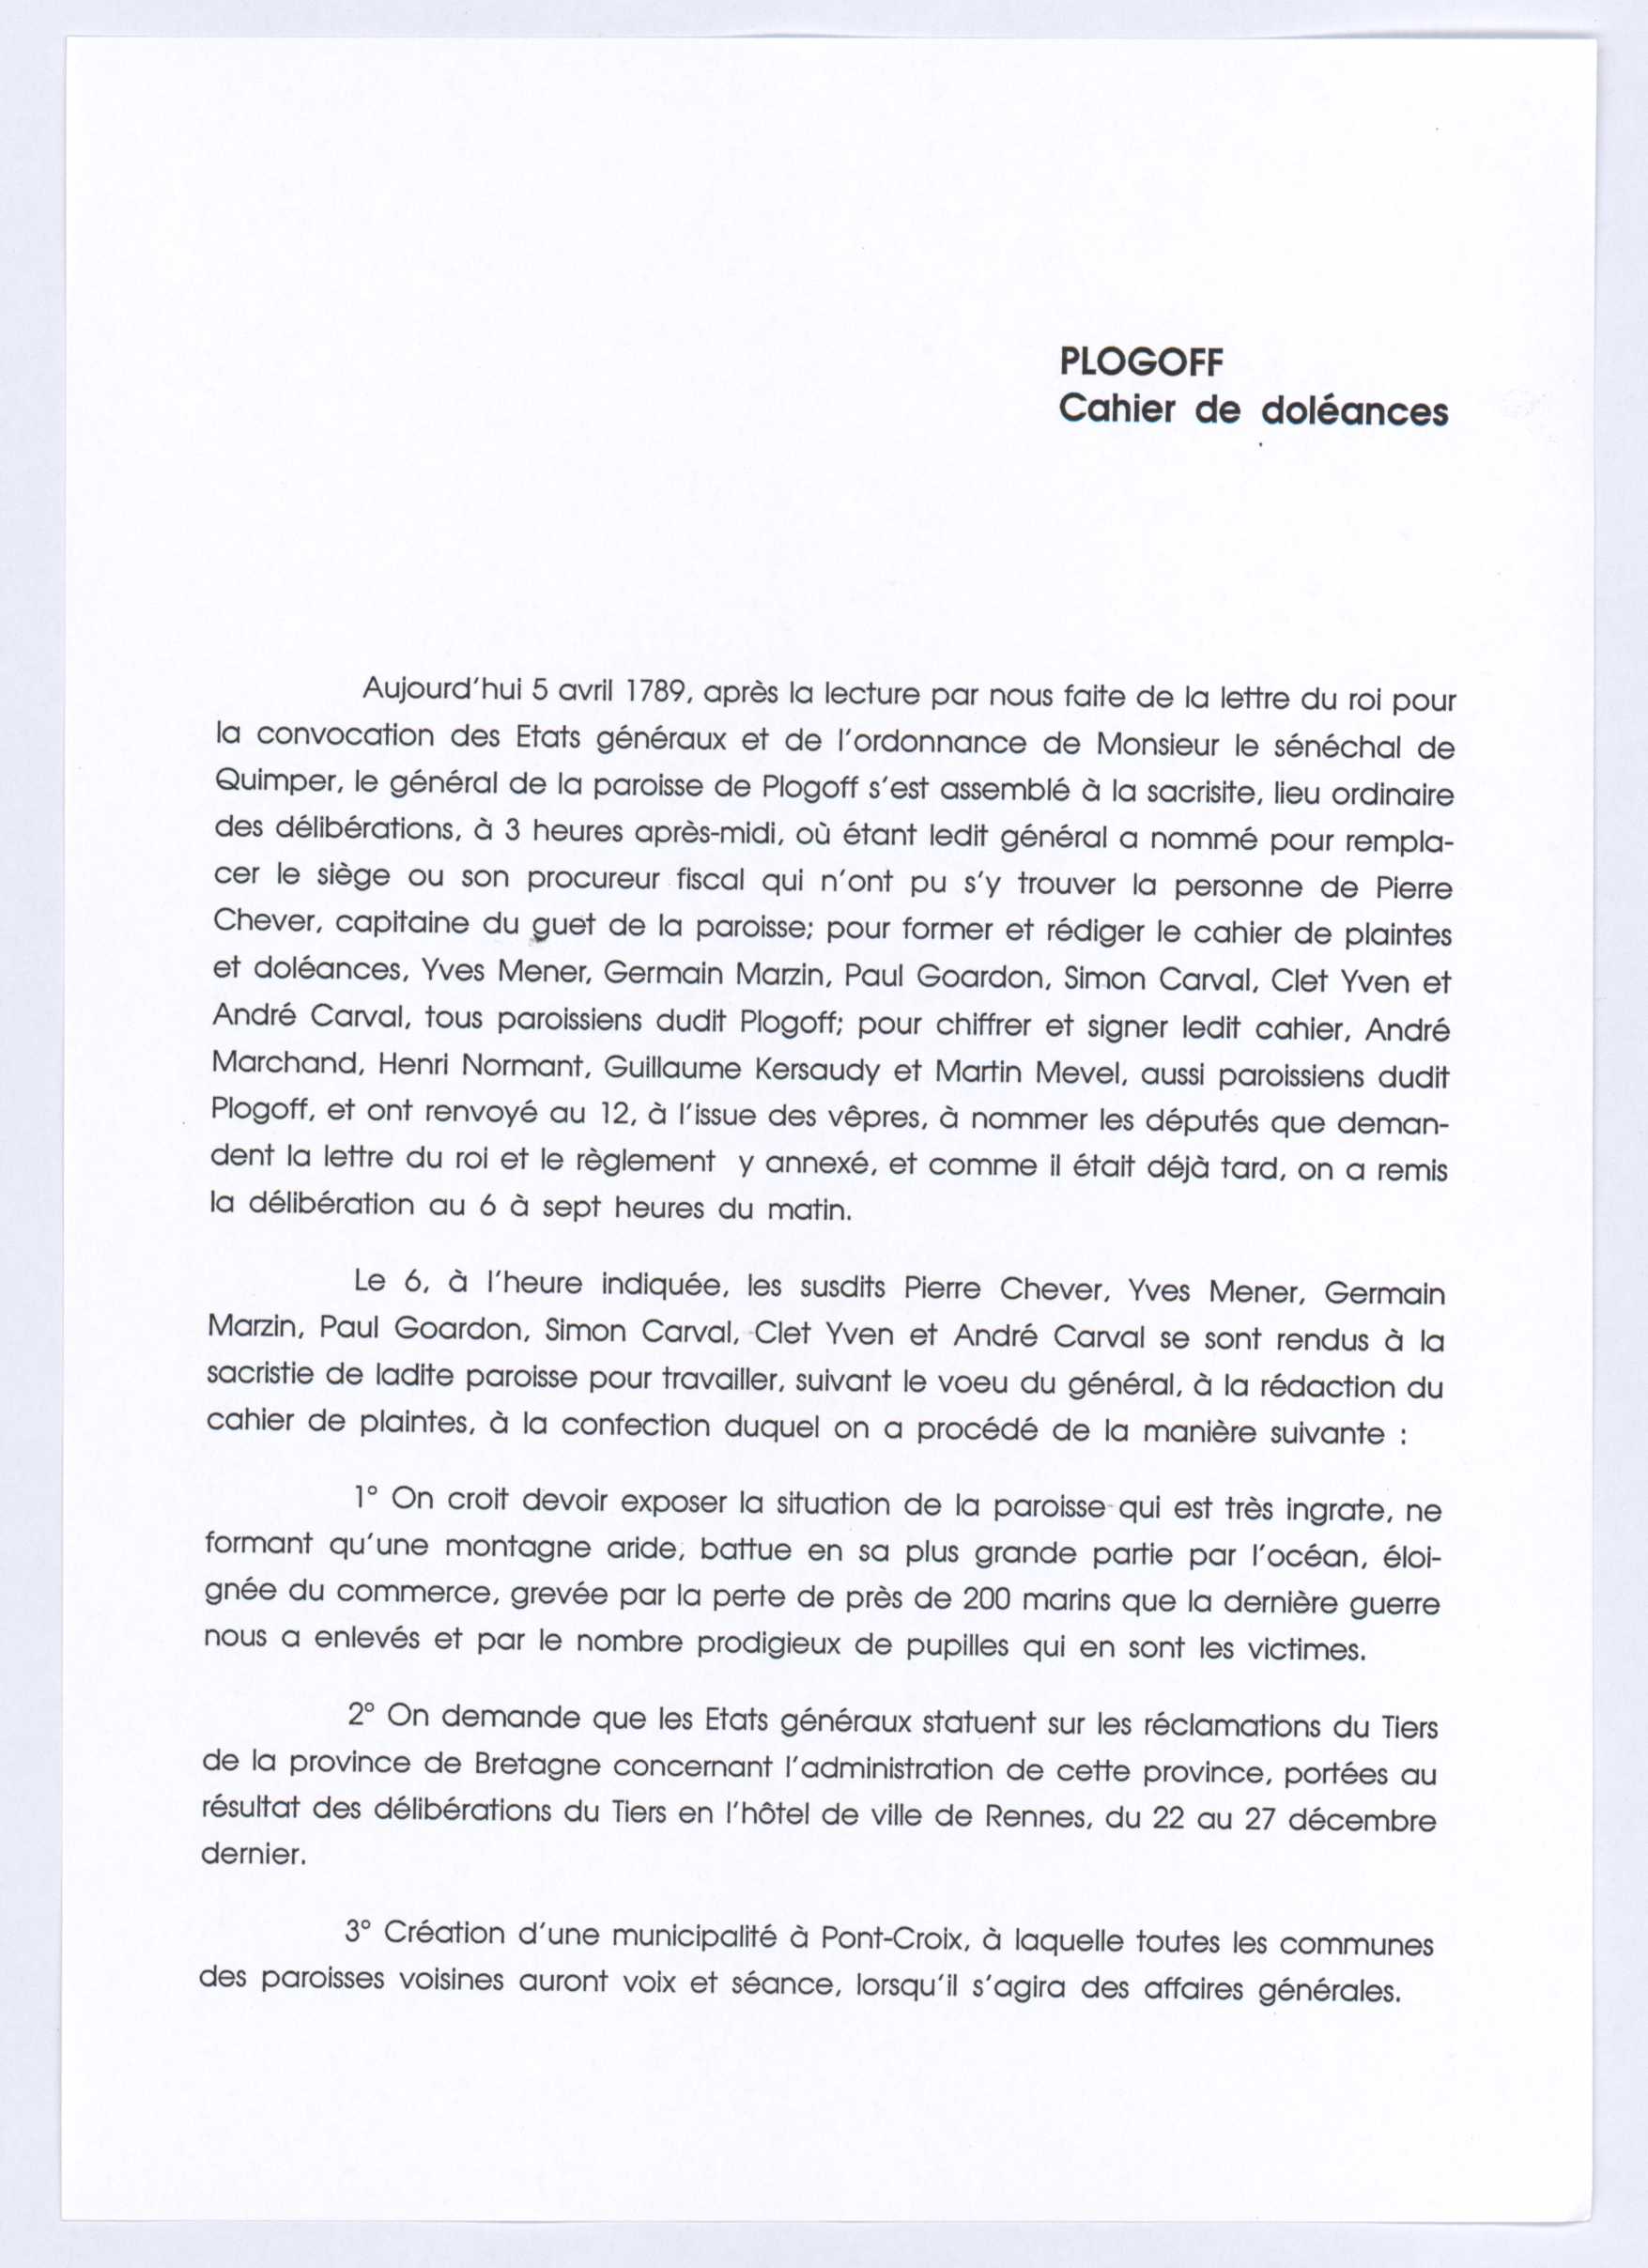 PLOGOFF
Cahier de doléances
Aujourd'hui 5 avril 1789, après la lecture par nous faite de la lettre du roi pour
la convocation des Etats généraux et de l'ordonnance de Monsieur le sénéchal de
Quimper, le général de la paroisse de Plogoff s'est assemblé à la sacrisite, lieu ordinaire
des délibérations, à 3 heures après-midi, où étant ledit général a nommé pour rempla-
cer le siège ou son procureur fiscal qui n'ont pu s'y trouver la personne de Pierre
Chever, capitaine du guet de la paroisse; pour former et rédiger le cahier de plaintes
et doléances, Yves Mener, Germain Marzin, Paul Goardon, Simon Carval, Clet Yven et
André Carval, tous paroissiens dudit Plogoff; pour chiffrer et signer ledit cahier, André
Marchand, Henri Normant, Guillaume Kersaudy et Martin Mevel, aussi paroissiens dudit
Plogoff, et ont renvoyé au 12, à l'issue des vêpres, à nommer les députés que deman-
dent la lettre du roi et le règlement y annexé, et comme il était déjà tard, on a remis
la délibération au 6 à sept heures du matin.
Le 6, à l'heure indiquée, les susdits Pierre Chever, Yves Mener, Germain
Marzin, Paul Goardon, Simon Carval, Clet Yven et André Carval se sont rendus à la
sacristie de ladite paroisse pour travailler, suivant le voeu du général, à la rédaction du
cahier de plaintes, à la confection duquel on a procédé de la manière suivante :
1° On croit devoir exposer la situation de la paroisse qui est très ingrate, ne
formant qu'une montagne aride, battue en sa plus grande partie par l'océan, éloi-
gnée du commerce, grevée par la perte de près de 200 marins que la dernière guerre
nous a enlevés et par le nombre prodigieux de pupilles qui en sont les victimes.
2° On demande que les Etats généraux statuent sur les réclamations du Tiers
de la province de Bretagne concernant l'administration de cette province, portées au
résultat des délibérations du Tiers en l'hôtel de ville de Rennes, du 22 au 27 décembre
dernier.
3° Création d'une municipalité à Pont-Croix, à laquelle toutes les communes
des paroisses voisines auront voix et séance, lorsqu'il s'agira des affaires générales.